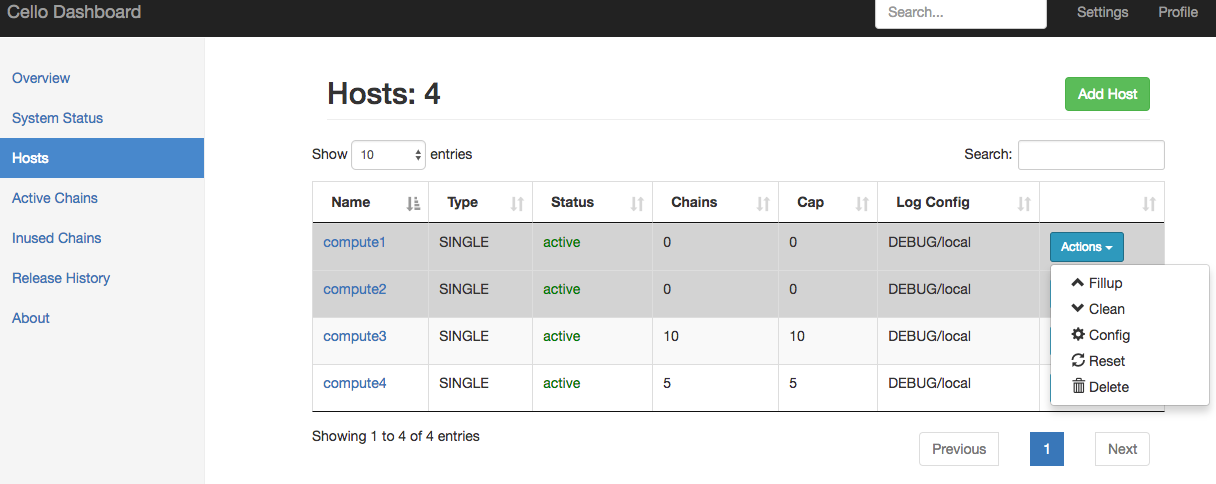 Cello Dashboard Search... Settings Profile
Overview
System Status
Hosts
Active Chains
Inused Chains
Release History
About
Hosts: 4 Add Host
Show 10 entries Search:
Name Type Status Chains Cap Log Config
compute1 SINGLE active 0 0 DEBUG/local Actions
compute2 SINGLE active 0 0 DEBUG/local
compute3 SINGLE active 10 10 DEBUG/local
compute4 SINGLE active 5 5 DEBUG/local
Fillup
Clean
Config
Reset
Delete
Showing 1 to 4 of 4 entries Previous 1 Next